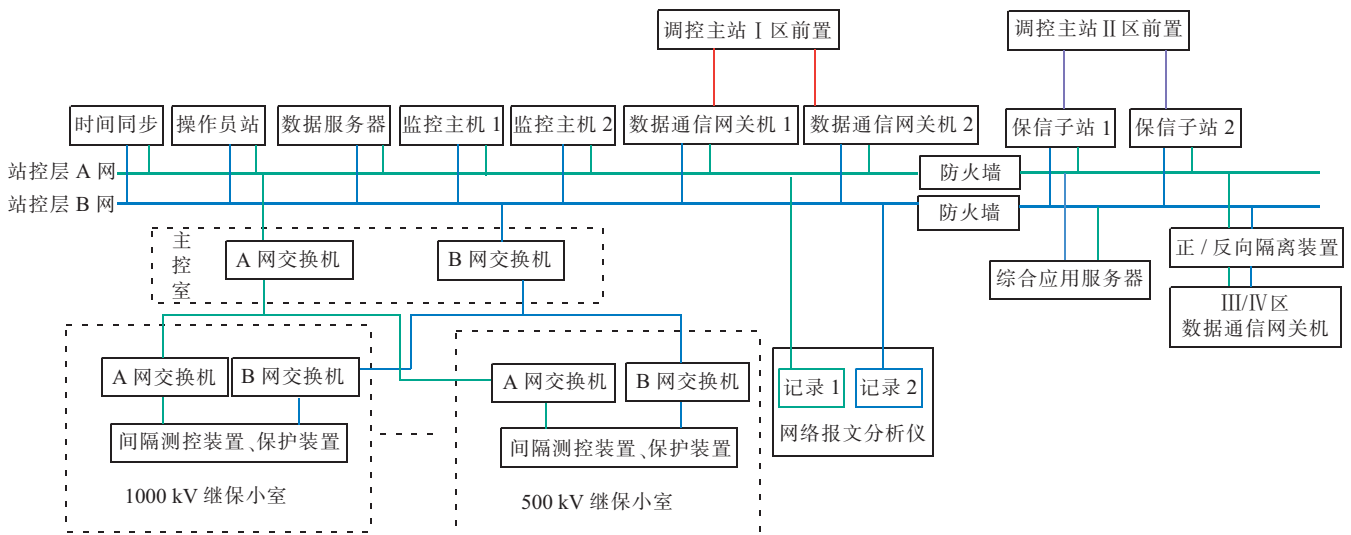 调控主站 Ⅰ 区前置
调控主站 Ⅱ 区前置
时间同步
操作员站
数据服务器
监控主机 1
监控主机 2
数据通信网关机 1
数据通信网关机 2
保信子站 1
保信子站 2
站控层 A 网
防火墙
站控层 B 网
防火墙
主控室
A 网交换机
B 网交换机
综合应用服务器
正 / 反向隔离装置
Ⅲ/Ⅳ 区
数据通信网关机
A 网交换机
B 网交换机
A 网交换机
B 网交换机
记录 1
记录 2
网络报文分析仪
间隔测控装置、保护装置
间隔测控装置、保护装置
1000 kV 继保小室
500 kV 继保小室